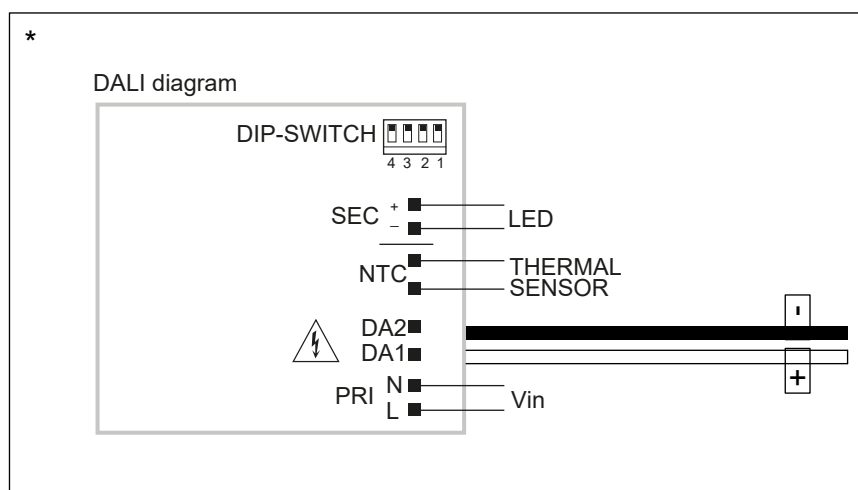 *
DALI diagram
DIP-SWITCH
4 3 2 1
SEC + LED
–
NTC THERMAL
SENSOR
DA2 -
DA1 +
PRI N Vin
L